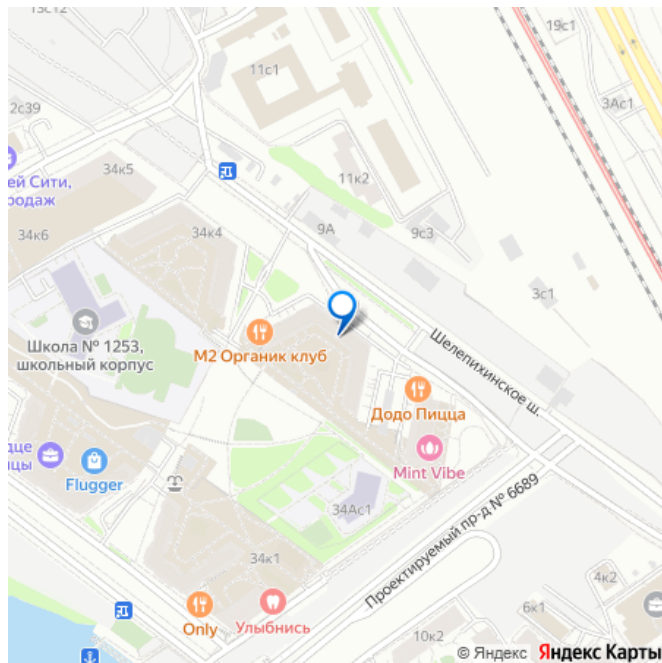 13с12
19с1
11с1
3Ас1
2с39
34к5
ей Сити,
родаж
11к2
34к6
34к4
9А
9с3
3с1
Школа № 1253,
школьный корпус
М2 Органик клуб
Шелепихинское ш.
Додо Пицца
Mint Vibe
дце
цы
Flugger
34Ас1
Проектируемый пр-д № 6689
34к1
4к2
6к1
Only
Улыбнись
10к2
© Яндекс Яндекс Карты